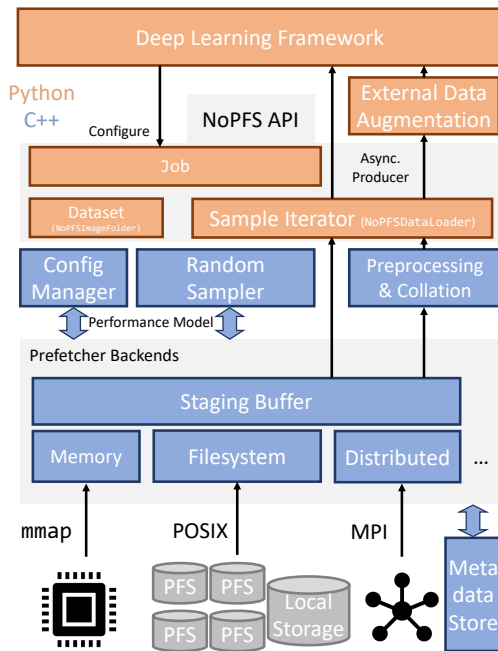 Deep Learning Framework
Python
C++
External Data
Augmentation
NoPFS API
Configure
Job
Async.
Producer
Dataset
(NoPFSImageFolder)
Sample Iterator (NoPFSDataLoader)
Config
Manager
Random
Sampler
Preprocessing
& Collation
Performance Model
Prefetcher Backends
Staging Buffer
Memory
Filesystem
Distributed
...
mmap
POSIX
MPI
PFS
PFS
PFS
PFS
Local
Storage
Meta
data
Store